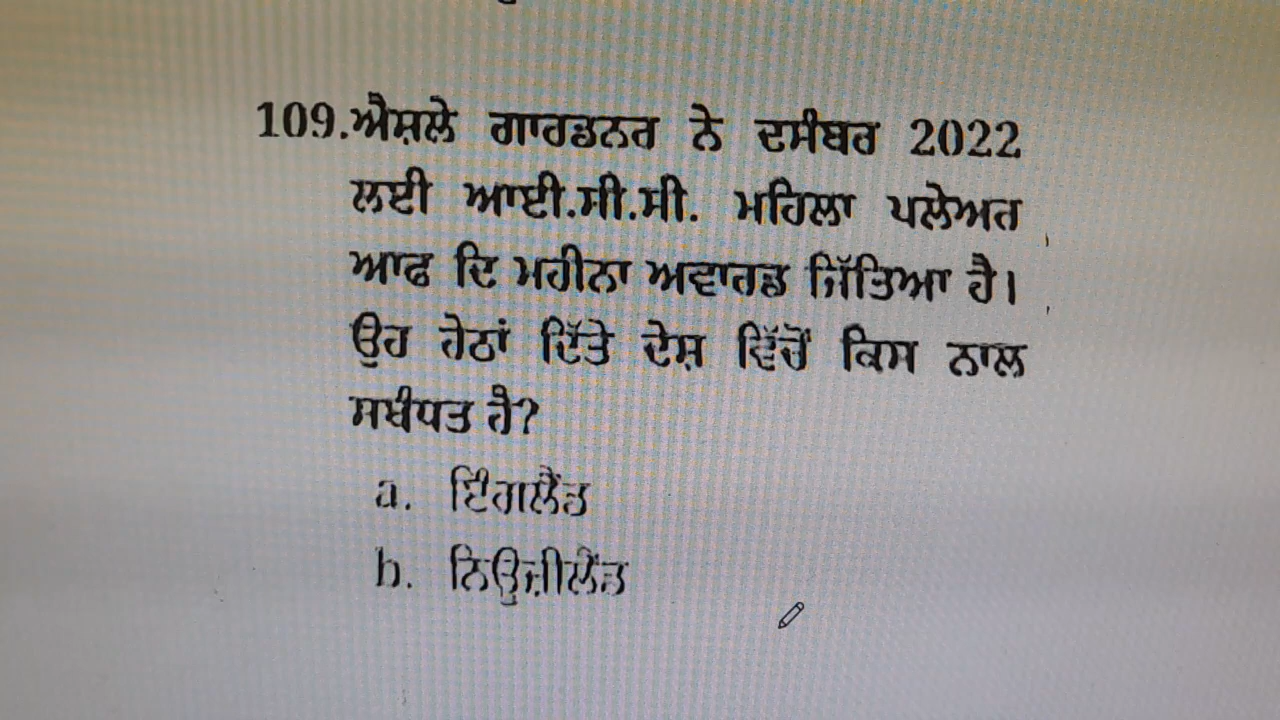 109.ਐਸ਼ਲੇ ਗਾਰਡਨਰ ਨੇ ਦਸੰਬਰ 2022
ਲਈ ਆਈ.ਸੀ.ਸੀ. ਮਹਿਲਾ ਪਲੇਅਰ
ਆਫ ਦਿ ਮਹੀਨਾ ਅਵਾਰਡ ਜਿੱਤਿਆ ਹੈ।
ਉਹ ਹੇਠਾਂ ਦਿੱਤੇ ਦੇਸ਼ ਵਿੱਚੋਂ ਕਿਸ ਨਾਲ
ਸਬੰਧਤ ਹੈ?
a. ਇੰਗਲੈਂਡ
b. ਨਿਊਜ਼ੀਲੈਂਡ